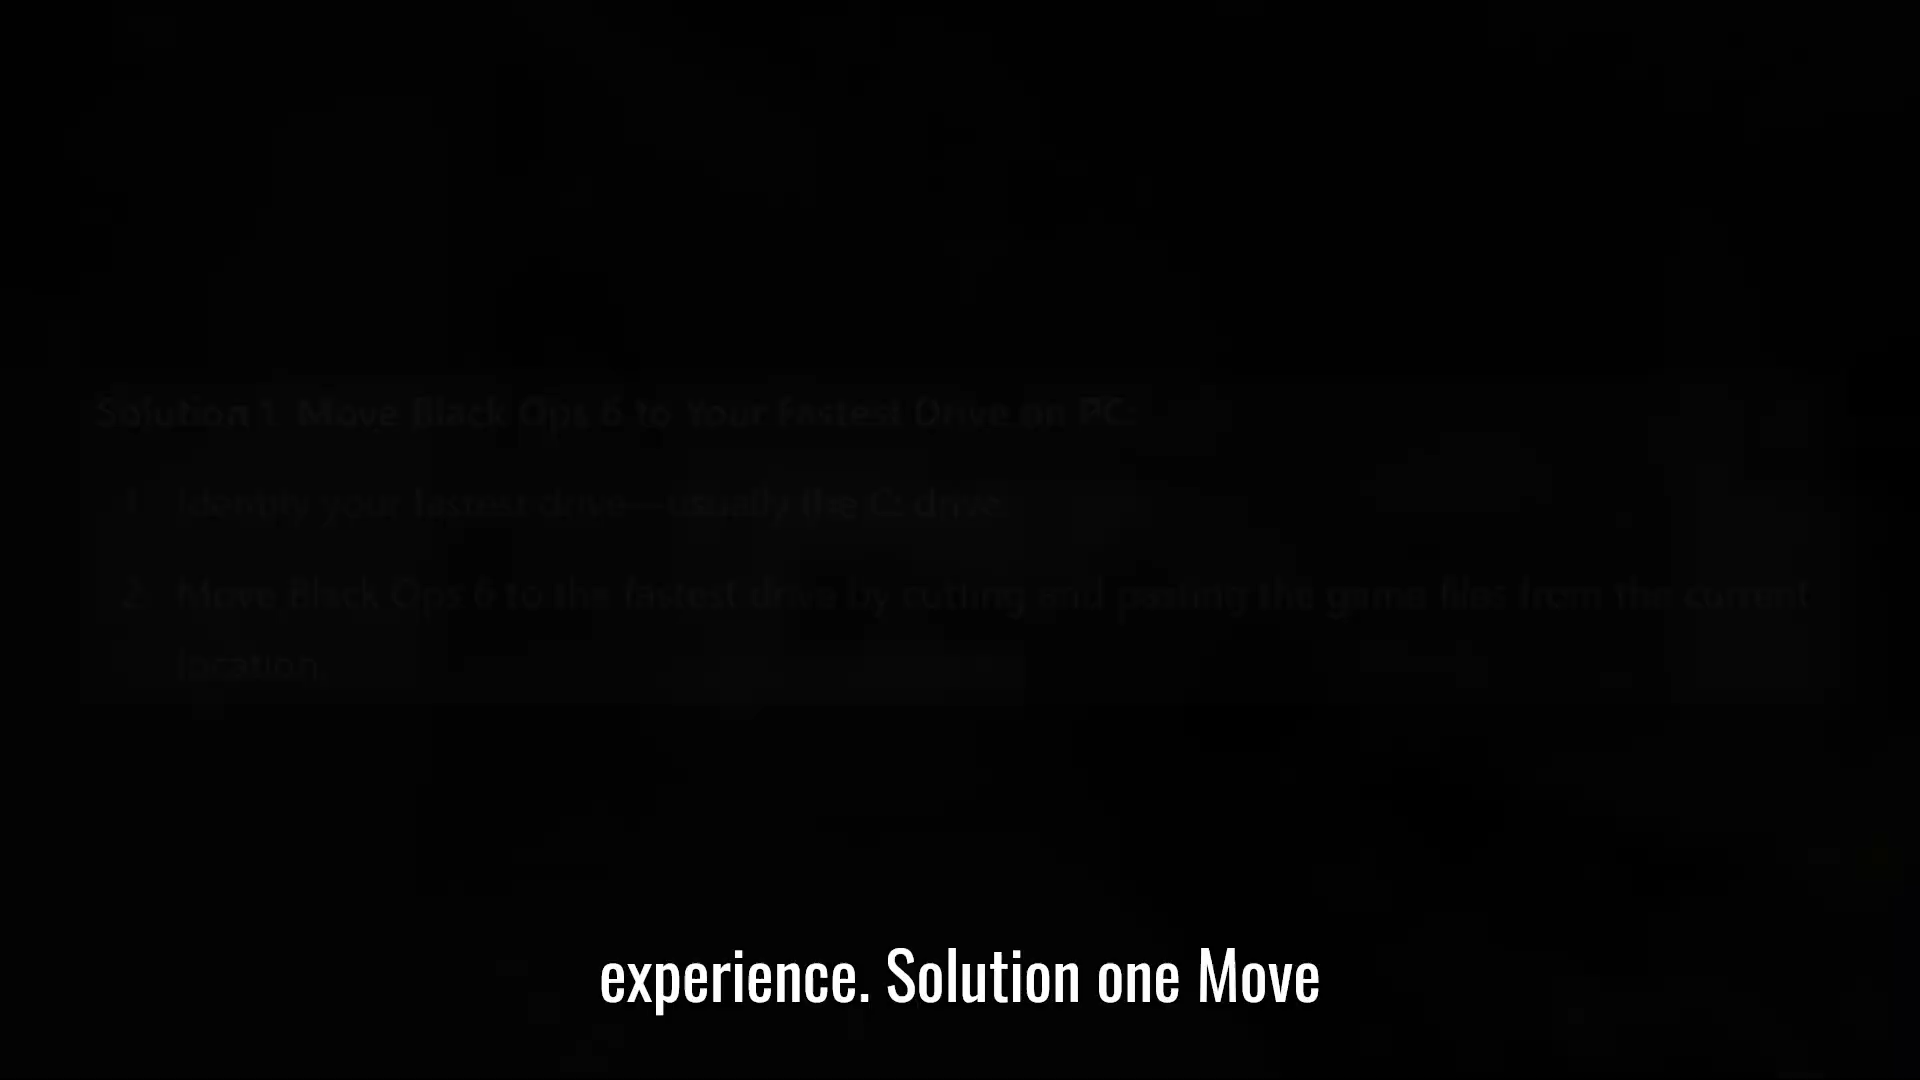 Solution 1. Move Black Ops 6 to Your Fastest Drive on PC:
1. Identify your fastest drive—usually the C: drive.
2. Move Black Ops 6 to the fastest drive by cutting and pasting the game files from the current
location.
experience. Solution one Move